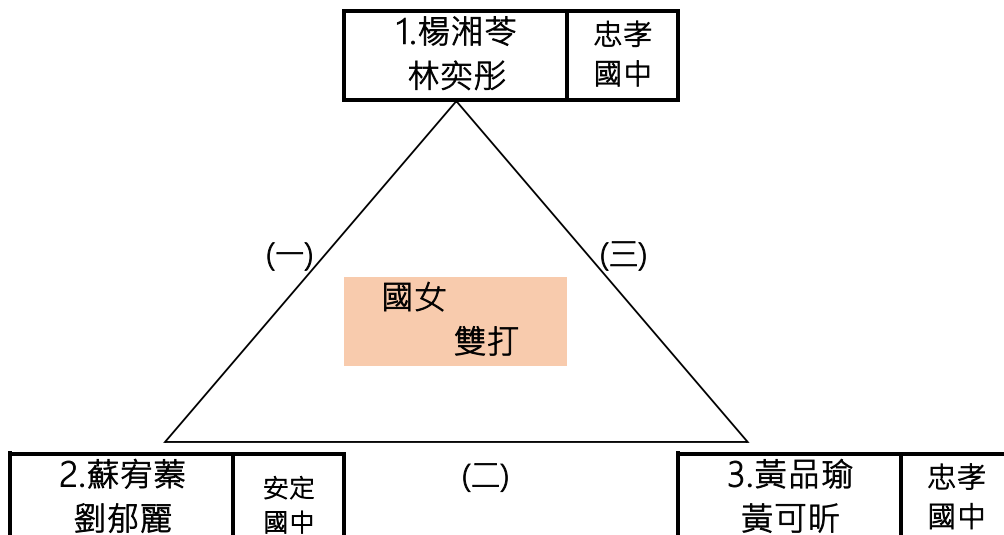 1.楊湘苓
林奕彤
忠孝
國中
(一)
(三)
國女
雙打
2.蘇宥蓁
劉郁麗
安定
國中
(二)
3.黃品瑜
黃可昕
忠孝
國中